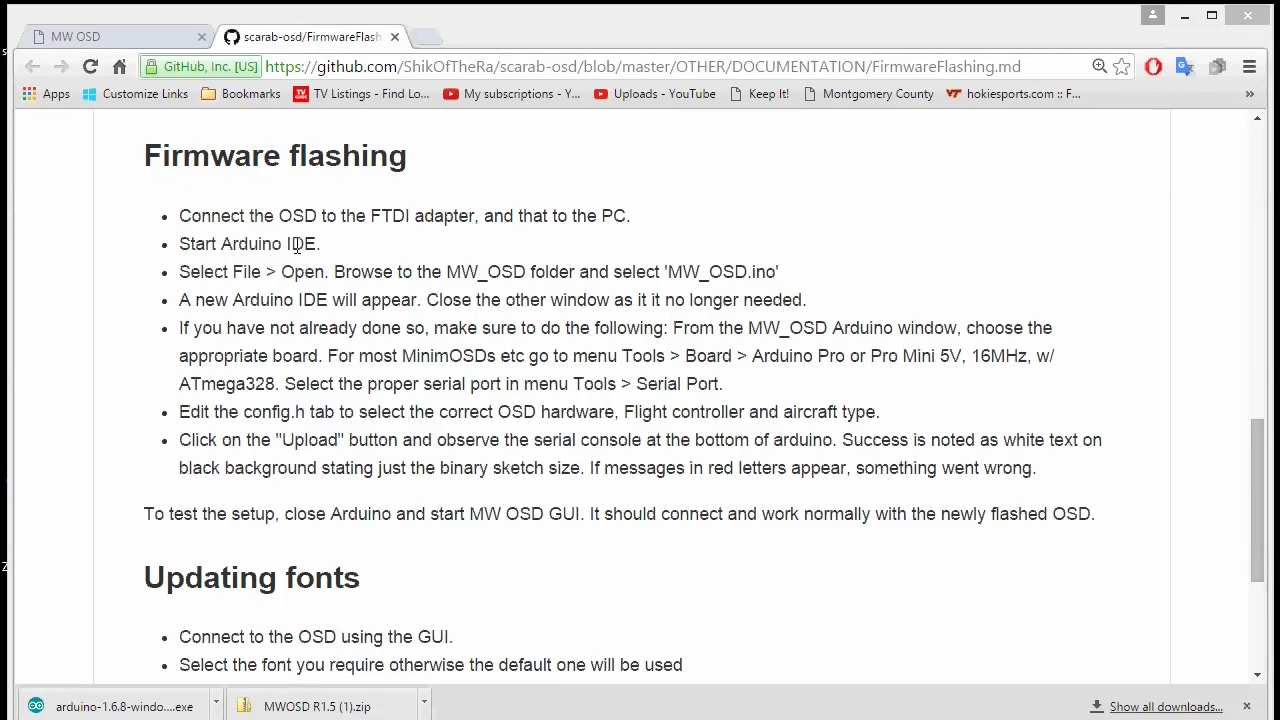 MW OSD
scarab-osd/FirmwareFlash
GitHub, Inc. [US] https://github.com/ShikOfTheRa/scarab-osd/blob/master/OTHER/DOCUMENTATION/FirmwareFlashing.md
Apps Customize Links Bookmarks TV Listings - Find Lo... My subscriptions - Y... Uploads - YouTube Keep It! Montgomery County hokiesports.com :: F... »
Firmware flashing
Connect the OSD to the FTDI adapter, and that to the PC.
Start Arduino IDE.
Select File > Open. Browse to the MW_OSD folder and select 'MW_OSD.ino'
A new Arduino IDE will appear. Close the other window as it it no longer needed.
If you have not already done so, make sure to do the following: From the MW_OSD Arduino window, choose the
appropriate board. For most MinimOSDs etc go to menu Tools > Board > Arduino Pro or Pro Mini 5V, 16MHz, w/
ATmega328. Select the proper serial port in menu Tools > Serial Port.
Edit the config.h tab to select the correct OSD hardware, Flight controller and aircraft type.
Click on the "Upload" button and observe the serial console at the bottom of arduino. Success is noted as white text on
black background stating just the binary sketch size. If messages in red letters appear, something went wrong.
To test the setup, close Arduino and start MW OSD GUI. It should connect and work normally with the newly flashed OSD.
Updating fonts
Connect to the OSD using the GUI.
Select the font you require otherwise the default one will be used
arduino-1.6.8-windo....exe MWOSD R1.5 (1).zip Show all downloads...